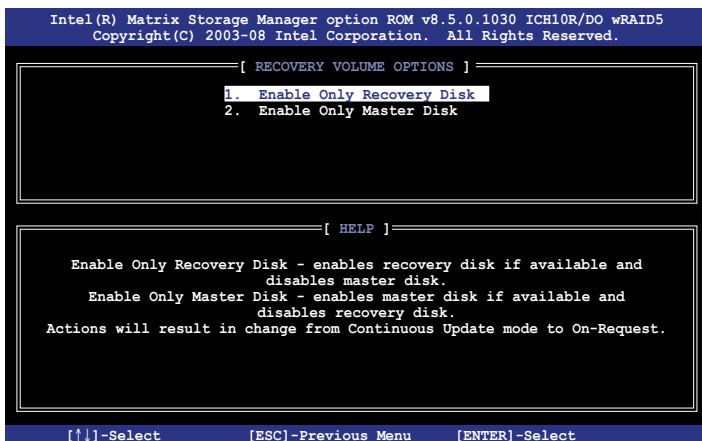 Intel(R) Matrix Storage Manager option ROM v8.5.0.1030 ICH10R/DO wRAID5
Copyright(C) 2003-08 Intel Corporation. All Rights Reserved.
[ RECOVERY VOLUME OPTIONS ]
1. Enable Only Recovery Disk
2. Enable Only Master Disk
[ HELP ]
Enable Only Recovery Disk - enables recovery disk if available and
disables master disk.
Enable Only Master Disk - enables master disk if available and
disables recovery disk.
Actions will result in change from Continuous Update mode to On-Request.
[↑↓]-Select [ESC]-Previous Menu [ENTER]-Select